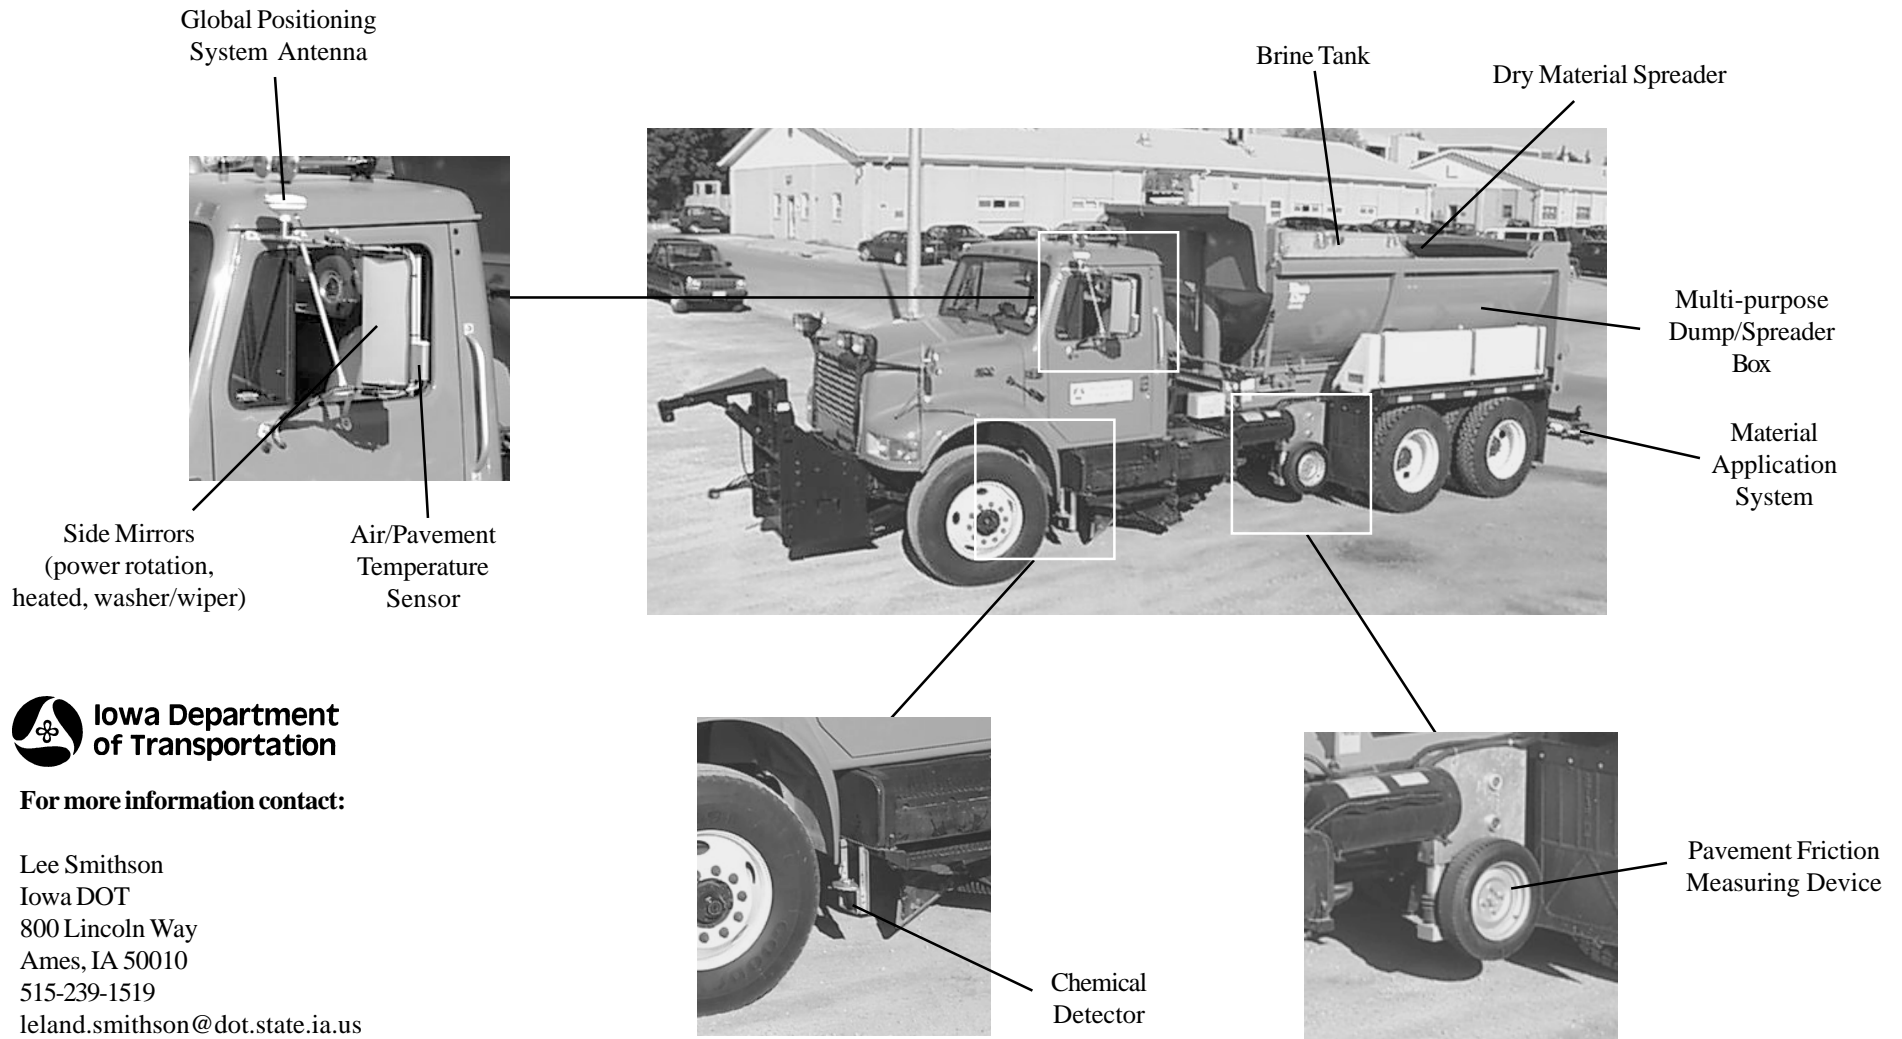 Global Positioning
System Antenna
Brine Tank
Dry Material Spreader
Multi-purpose
Dump/Spreader
Box
Material
Application
System
Side Mirrors
(power rotation,
heated, washer/wiper)
Air/Pavement
Temperature
Sensor
Iowa Department
of Transportation
For more information contact:
Lee Smithson
Iowa DOT
800 Lincoln Way
Ames, IA 50010
515-239-1519
leland.smithson@dot.state.ia.us
Chemical
Detector
Pavement Friction
Measuring Device